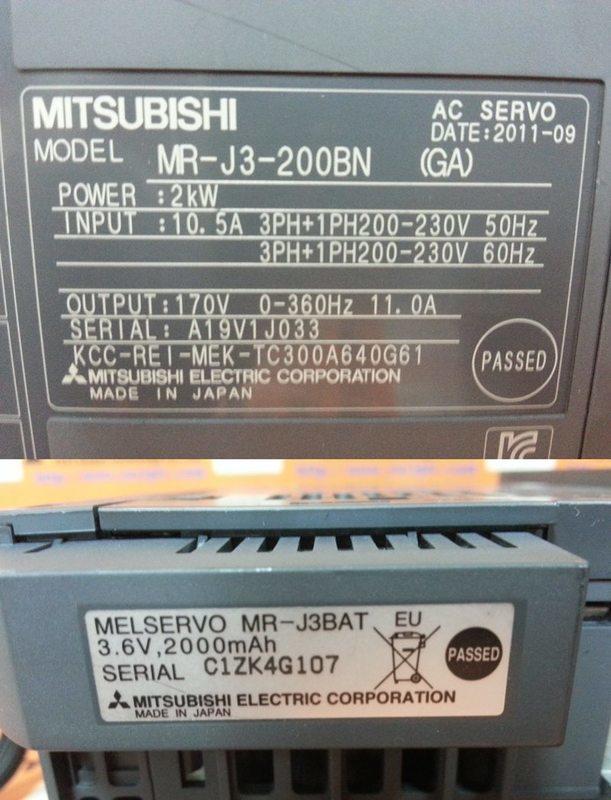 MITSUBISHI
AC SERVO
DATE:2011-09
MODEL MR-J3-200BN (GA)
POWER :2kW
INPUT :10.5A 3PH+1PH200-230V 50Hz
3PH+1PH200-230V 60Hz
OUTPUT:170V 0-360Hz 11.0A
SERIAL: A19V1J033
KCC-REI-MEK-TC300A640G61
PASSED
MITSUBISHI ELECTRIC CORPORATION
MADE IN JAPAN
MELSERVO MR-J3BAT EU
3.6V,2000mAh
SERIAL C1ZK4G107
PASSED
MITSUBISHI ELECTRIC CORPORATION
MADE IN JAPAN